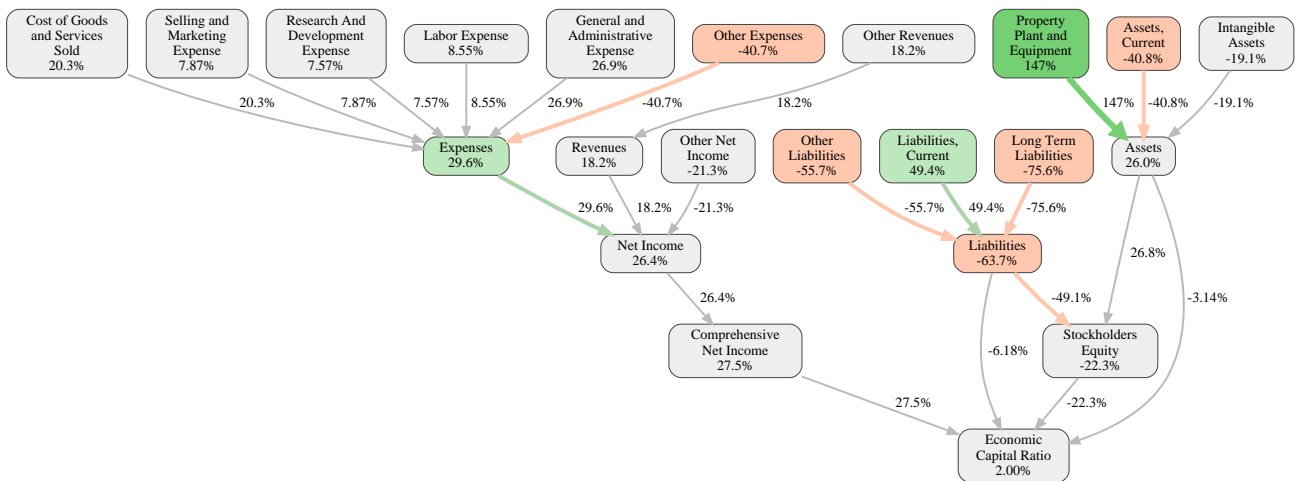 Cost of Goods
and Services
Sold
20.3%
Selling and
Marketing
Expense
7.87%
Research And
Development
Expense
7.57%
Labor Expense
8.55%
General and
Administrative
Expense
26.9%
Other Expenses
-40.7%
Other Revenues
18.2%
Property
Plant and
Equipment
147%
Assets,
Current
-40.8%
Intangible
Assets
-19.1%
20.3%
7.87%
7.57%
8.55%
26.9%
-40.7%
18.2%
147%
-40.8%
-19.1%
Expenses
29.6%
Revenues
18.2%
Other Net
Income
-21.3%
Other
Liabilities
-55.7%
Liabilities,
Current
49.4%
Long Term
Liabilities
-75.6%
Assets
26.0%
29.6%
18.2%
-21.3%
-55.7%
49.4%
-75.6%
Net Income
26.4%
Liabilities
-63.7%
26.8%
26.4%
-49.1%
-3.14%
Comprehensive
Net Income
27.5%
-6.18%
Stockholders
Equity
-22.3%
27.5%
-22.3%
Economic
Capital Ratio
2.00%